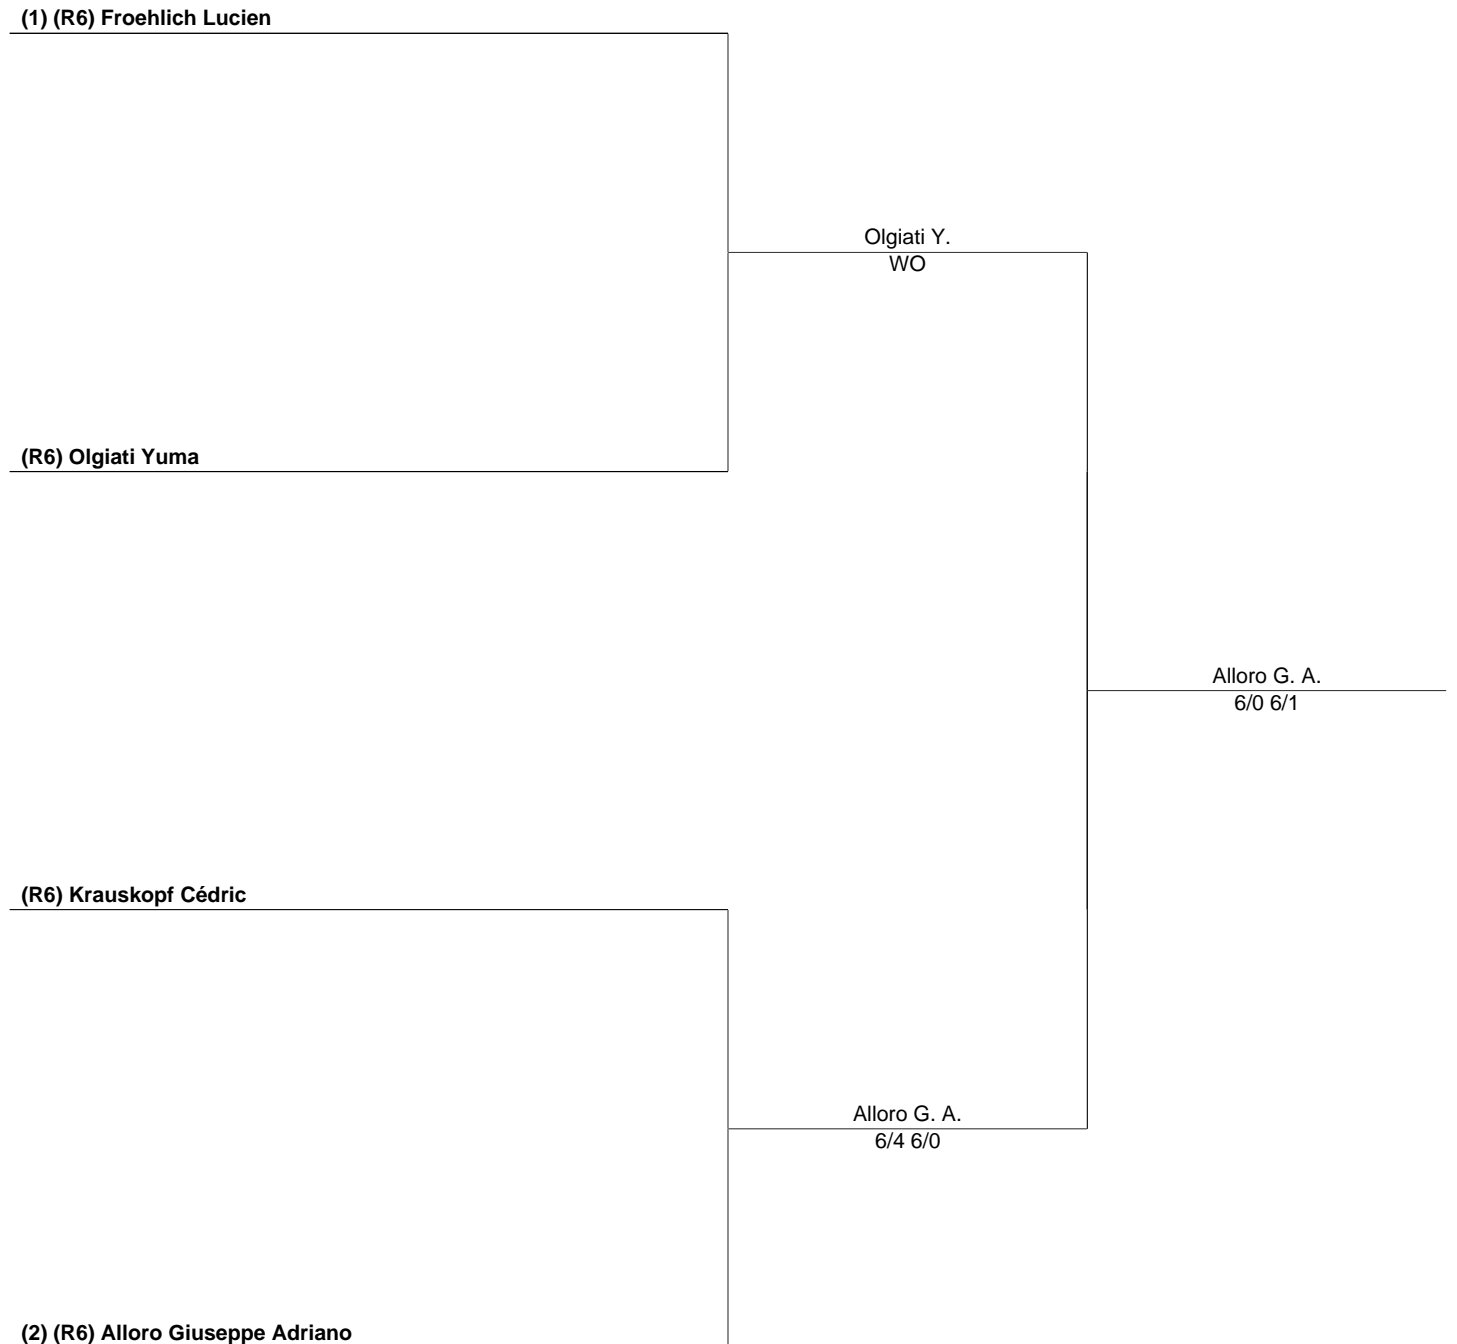 (1) (R6) Froehlich Lucien
Olgiati Y.
WO
(R6) Olgiati Yuma
Alloro G. A.
6/0 6/1
(R6) Krauskopf Cédric
Alloro G. A.
6/4 6/0
(2) (R6) Alloro Giuseppe Adriano